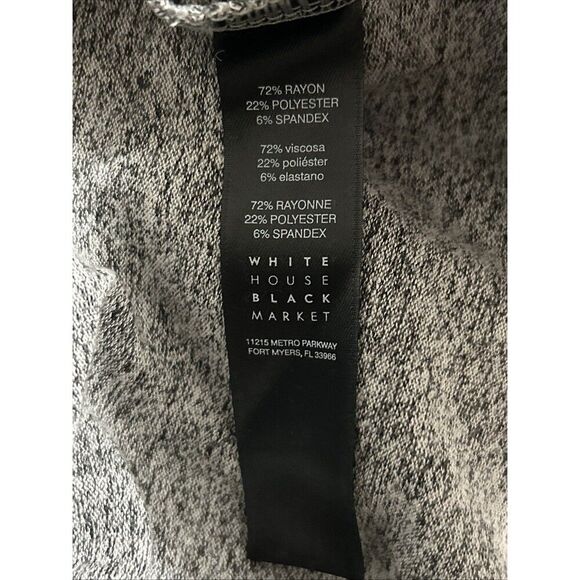 72% RAYON
22% POLYESTER
6% SPANDEX
72% viscosa
22% poliéster
6% elastano
72% RAYONNE
22% POLYESTER
6% SPANDEX
WHITE
HOUSE
BLACK
MARKET
11215 METRO PARKWAY
FORT MYERS, FL 33966